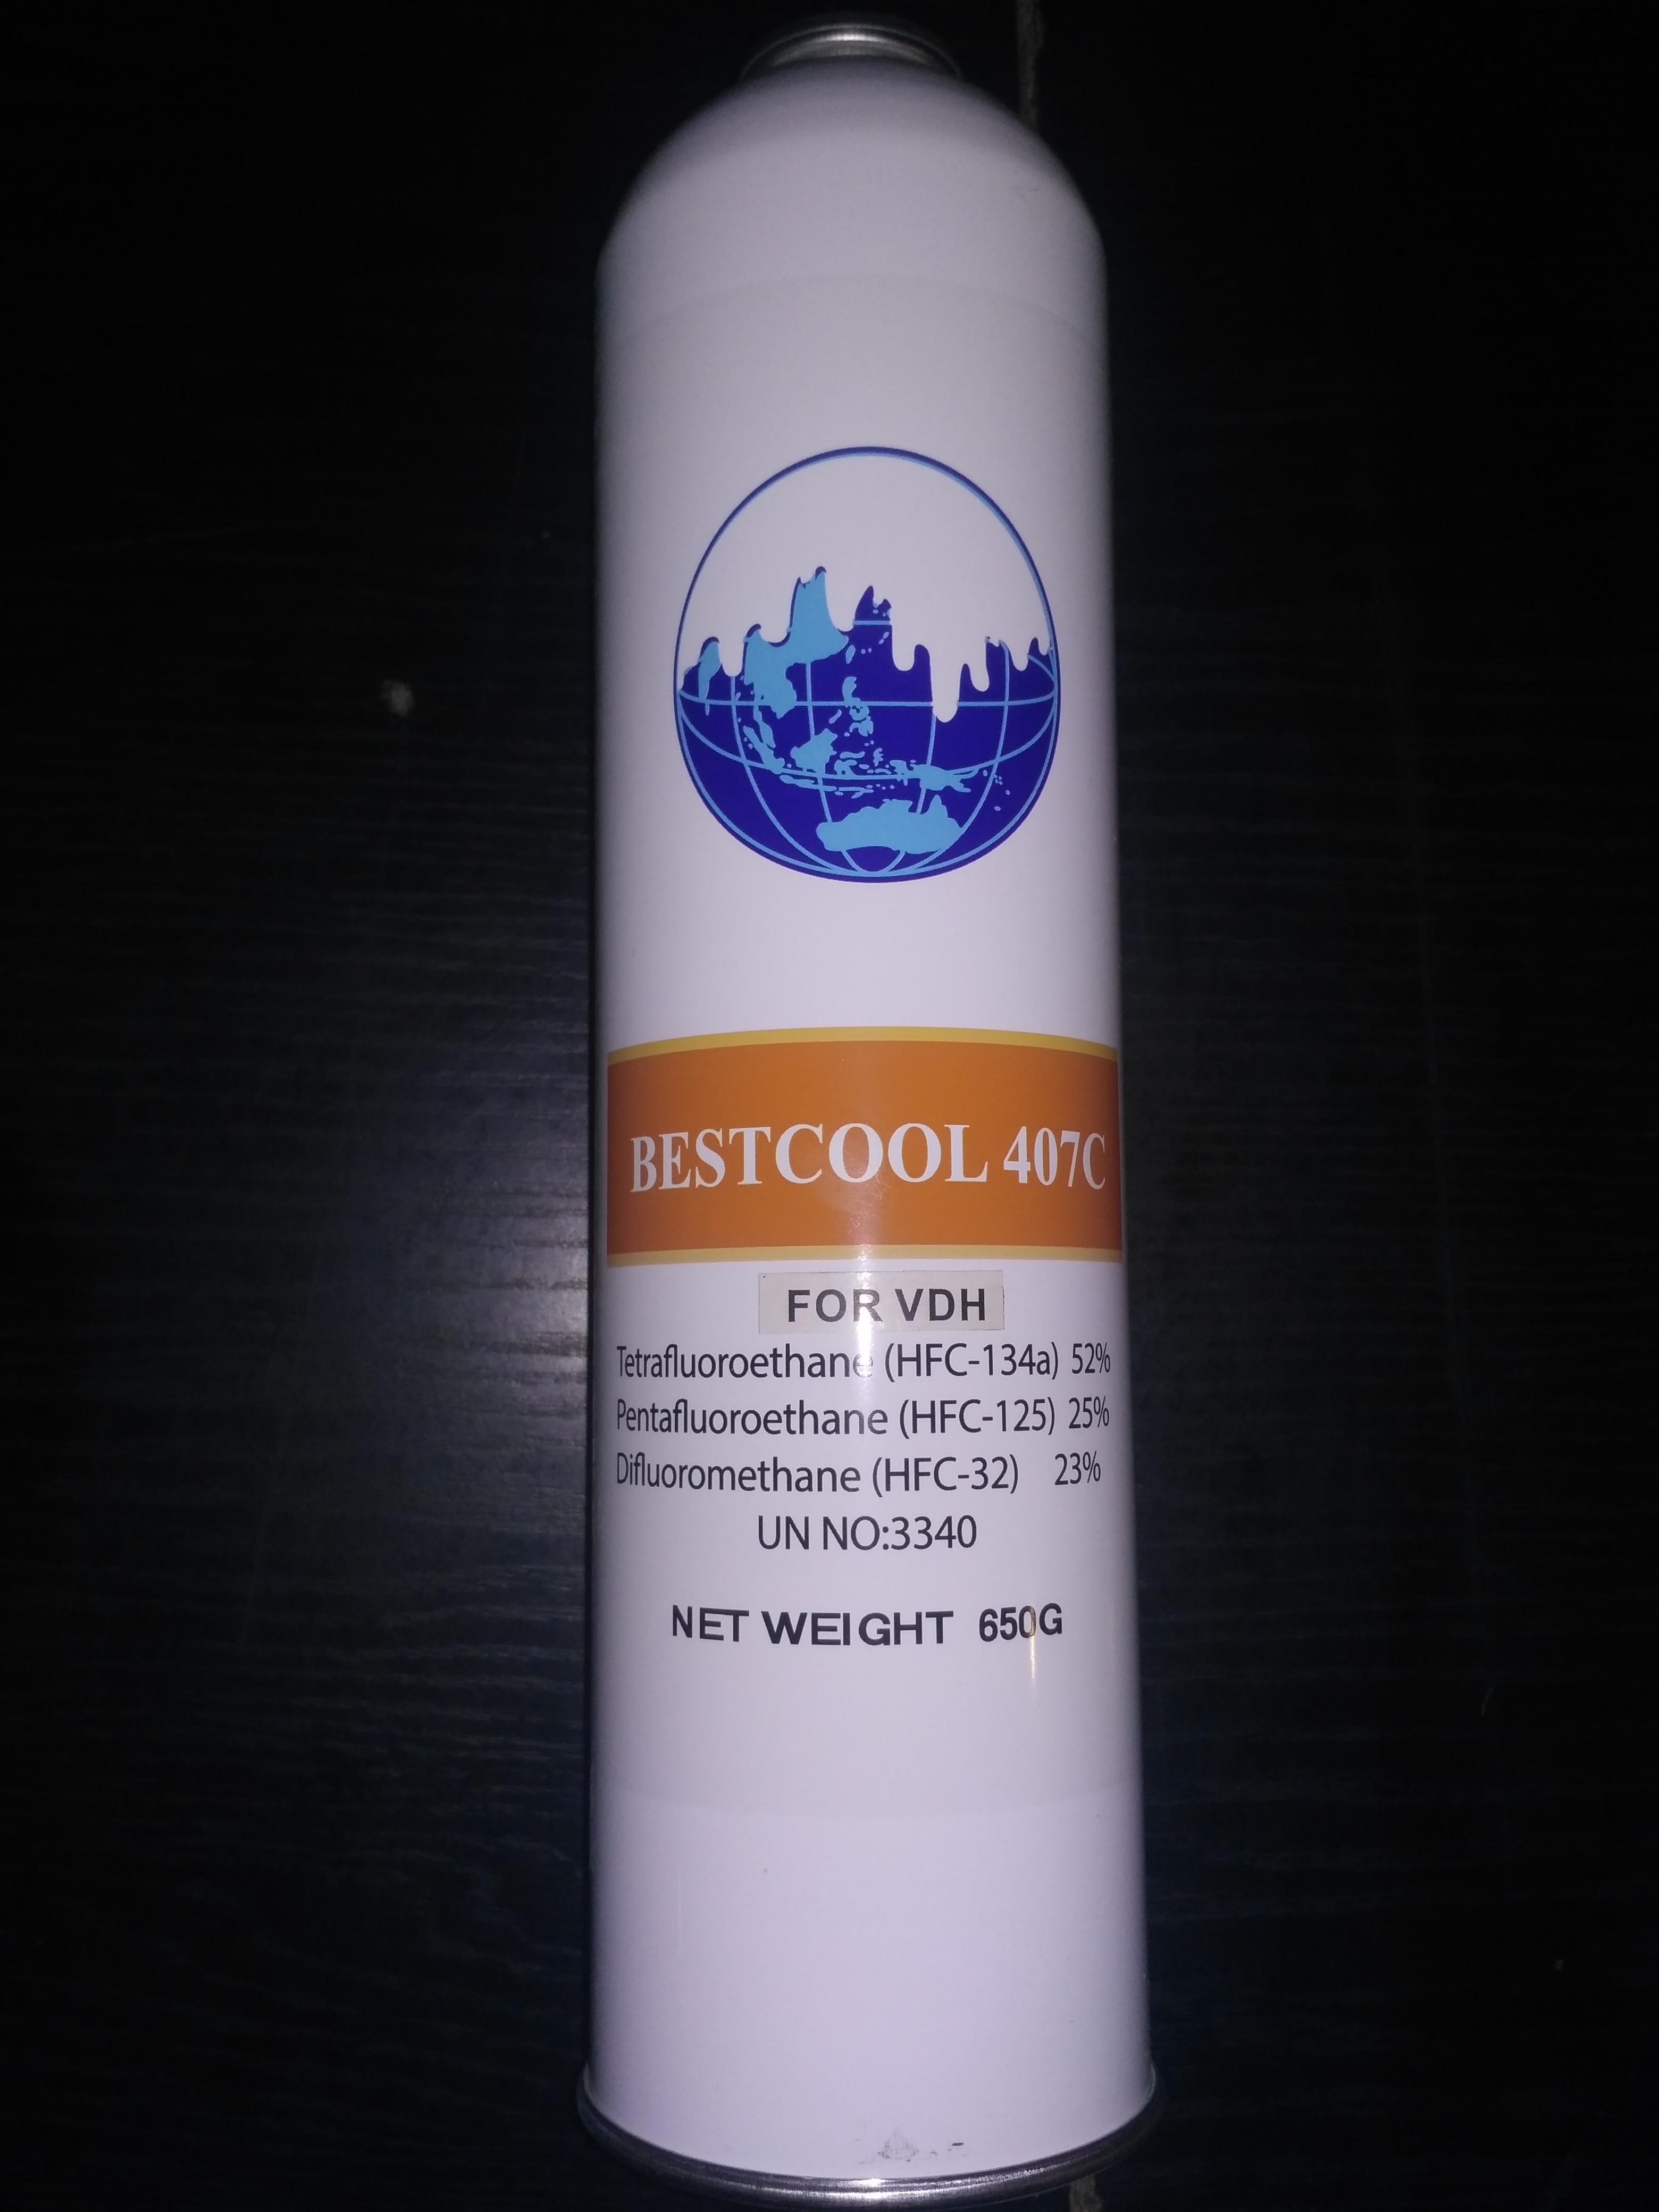 BESTCOOL 407C
FOR VDH
Tetrafluoroethane (HFC-134a) 52%
Pentafluoroethane (HFC-125) 25%
Difluoromethane (HFC-32) 23%
UN NO:3340
NET WEIGHT 650G